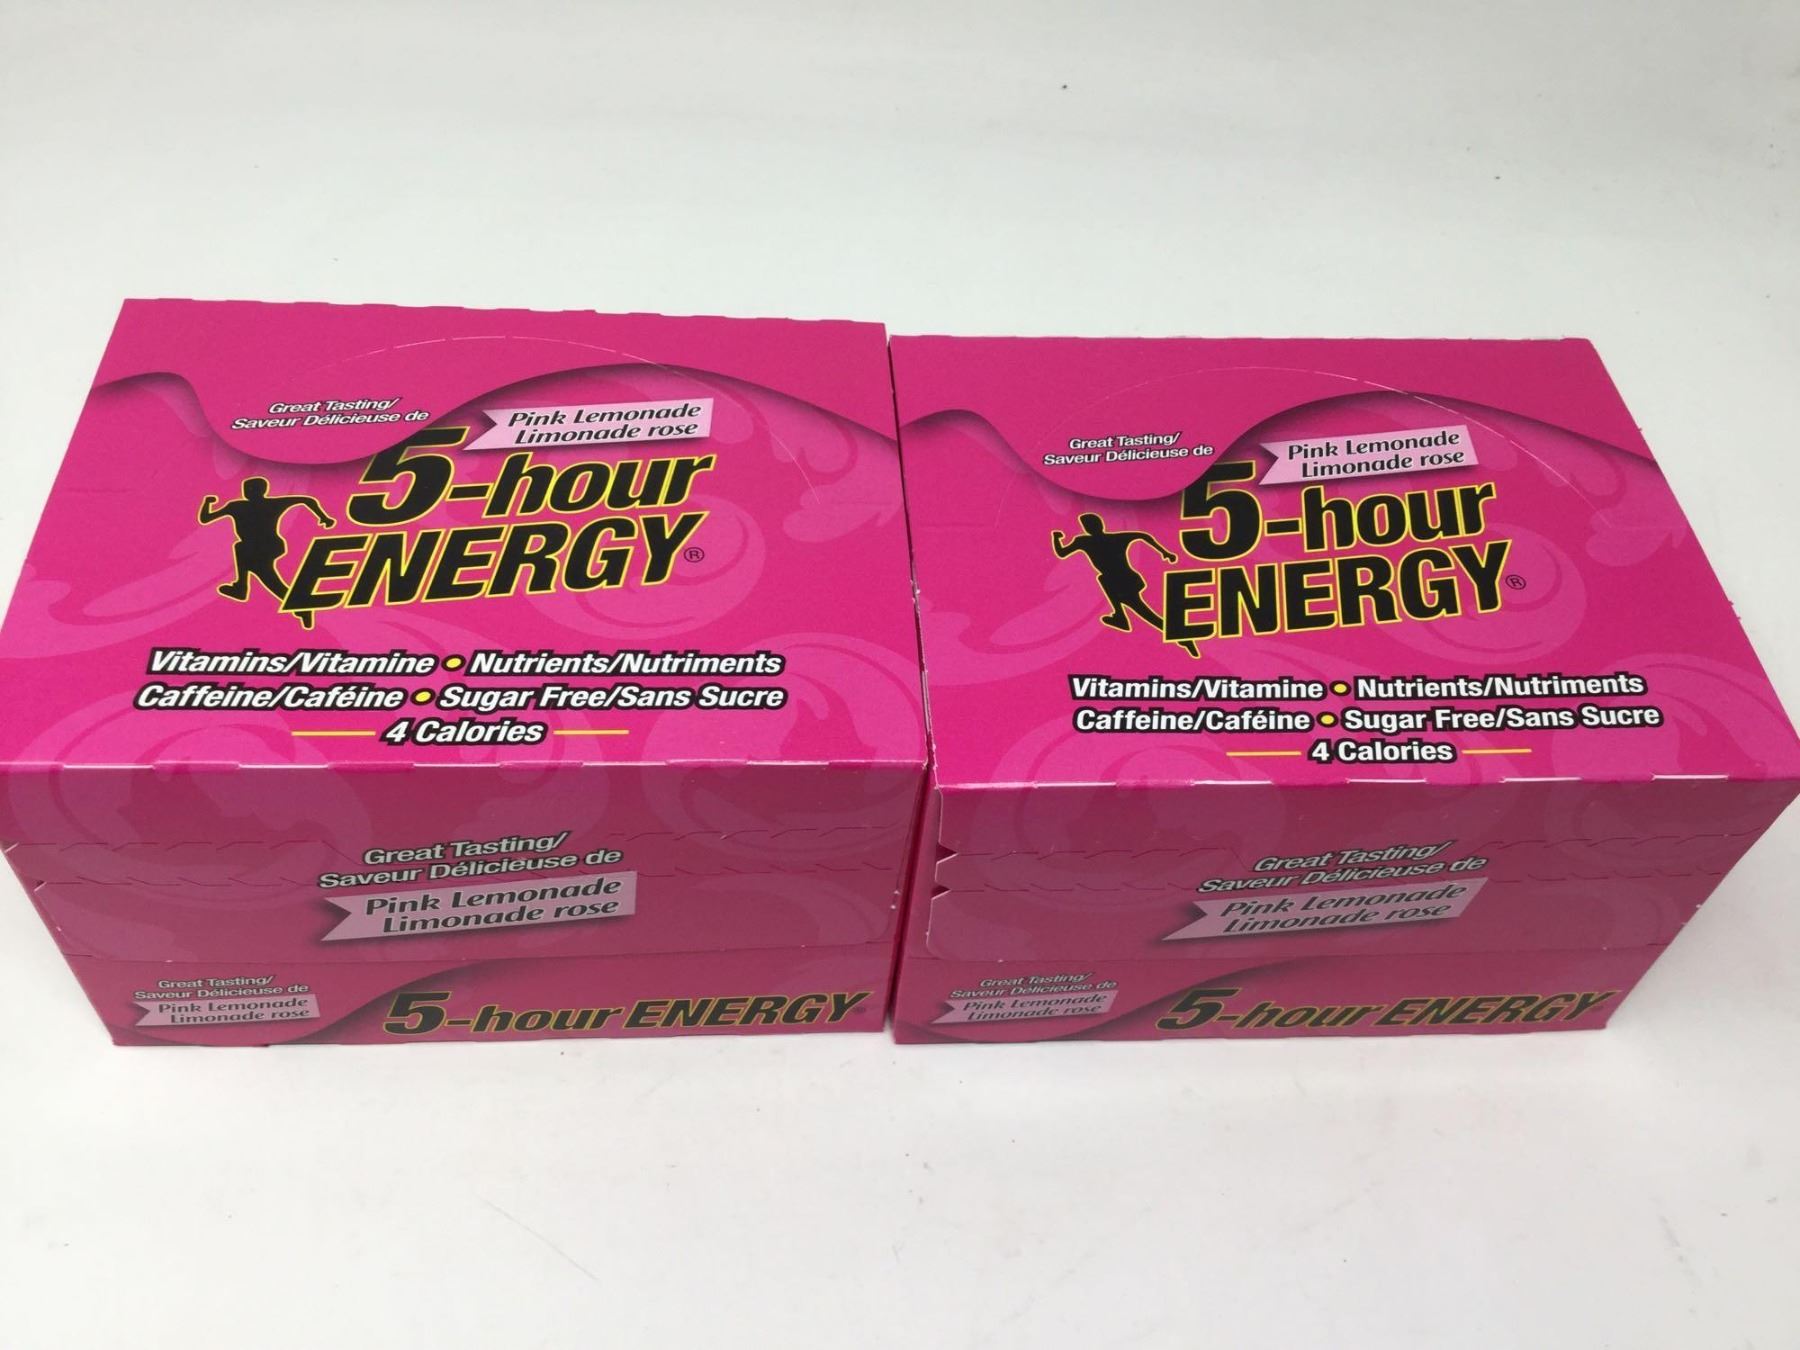 Great Tasting/
Saveur Délicieuse de
Pink Lemonade
Limonade rose
5-hour
ENERGY®
Vitamins/Vitamine • Nutrients/Nutriments
Caffeine/Caféine • Sugar Free/Sans Sucre
4 Calories
Great Tasting/
Saveur Délicieuse de
Pink Lemonade
Limonade rose
Great Tasting/
Saveur Délicieuse de
Pink Lemonade
Limonade rose
5-hour ENERGY®
Great Tasting/
Saveur Délicieuse de
Pink Lemonade
Limonade rose
5-hour
ENERGY®
Vitamins/Vitamine • Nutrients/Nutriments
Caffeine/Caféine • Sugar Free/Sans Sucre
4 Calories
Great Tasting/
Saveur Délicieuse de
Pink Lemonade
Limonade rose
Great Tasting/
Saveur Délicieuse de
Pink Lemonade
Limonade rose
5-hour ENERGY®